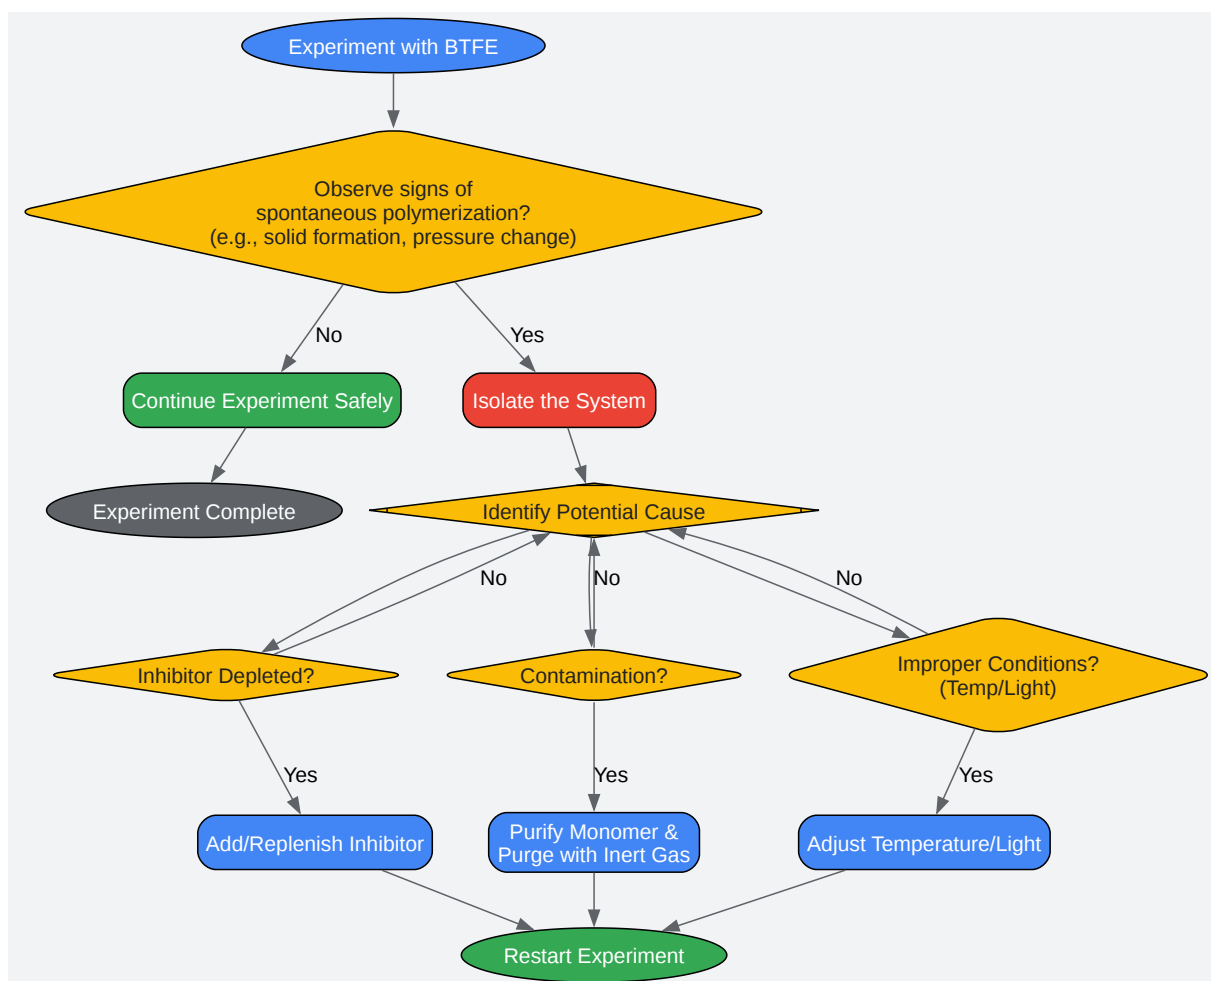 Experiment with BTFE
Observe signs of
spontaneous polymerization?
(e.g., solid formation, pressure change)
No
Yes
Continue Experiment Safely
Isolate the System
Experiment Complete
Identify Potential Cause
No
No
No
Inhibitor Depleted?
Contamination?
Improper Conditions?
(Temp/Light)
Yes
Yes
Yes
Add/Replenish Inhibitor
Purify Monomer &
Purge with Inert Gas
Adjust Temperature/Light
Restart Experiment